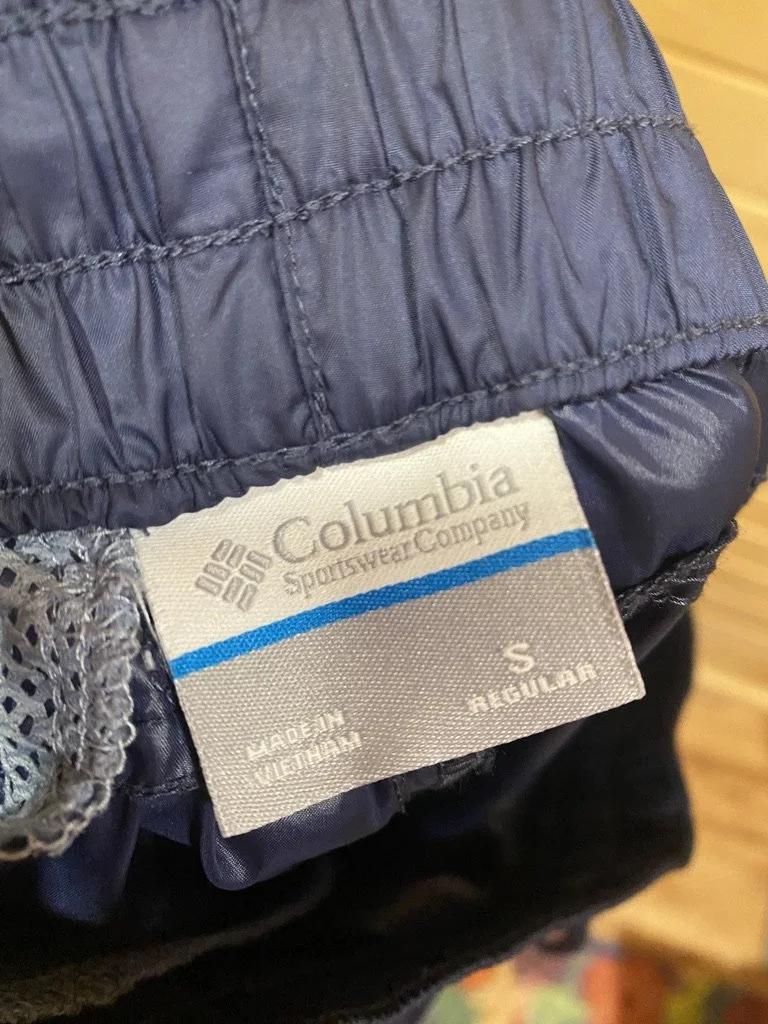 Columbia
Sportswear Company
S
REGULAR
MADE IN
VIETNAM